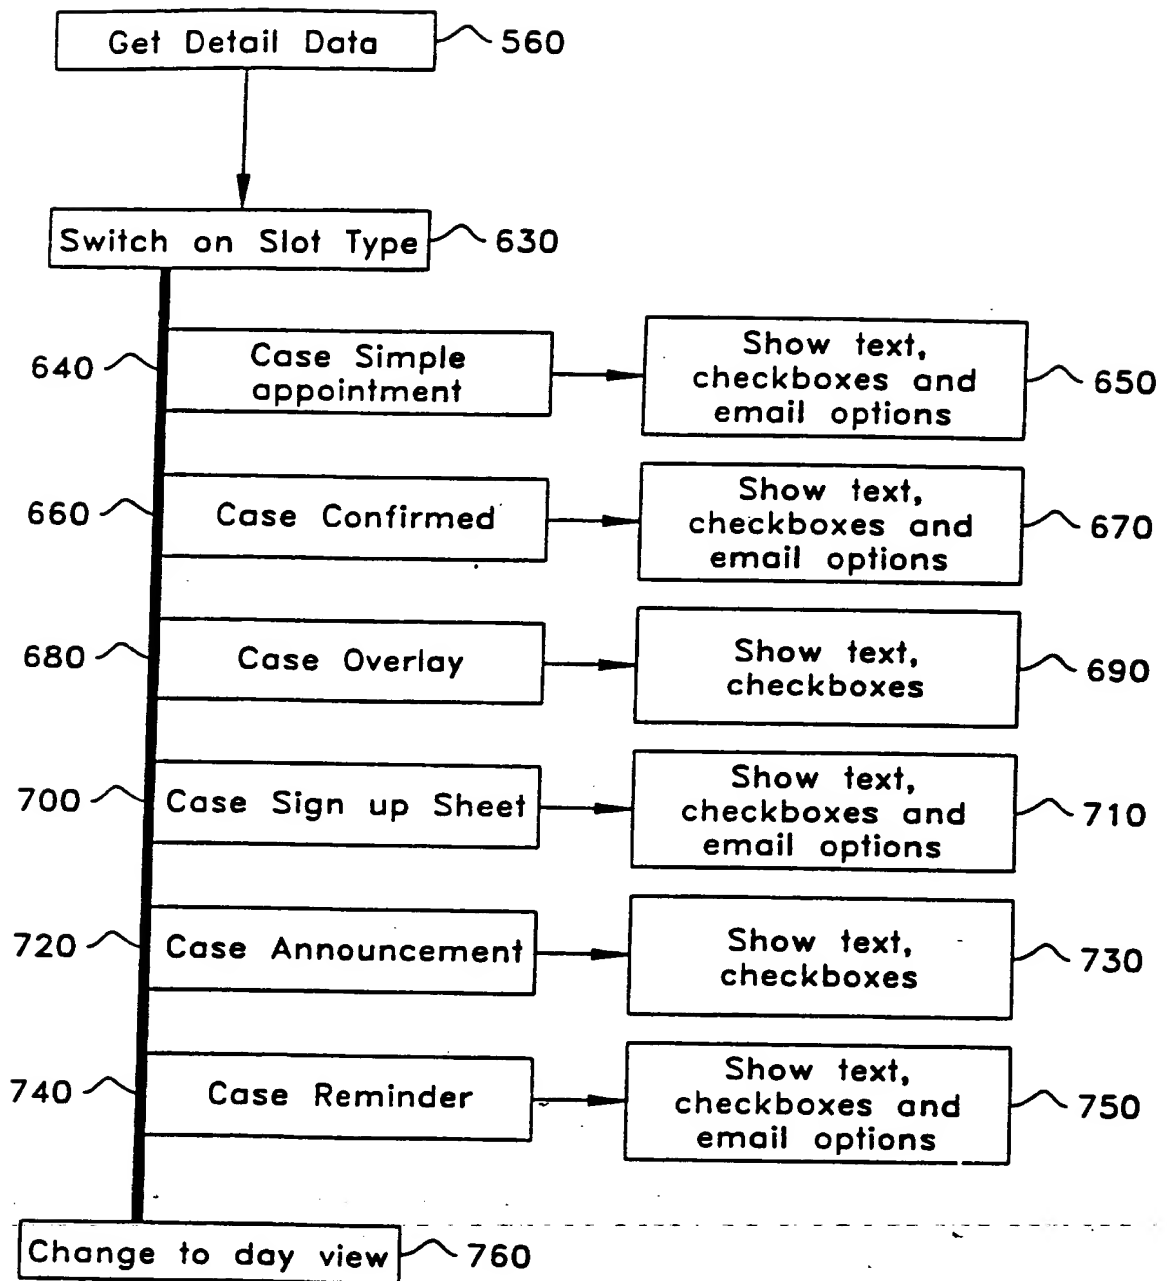 Get Detail Data
560
Switch on Slot Type
630
640
Case Simple
appointment
Show text,
checkboxes and
email options
650
660
Case Confirmed
Show text,
checkboxes and
email options
670
680
Case Overlay
Show text,
checkboxes
690
700
Case Sign up Sheet
Show text,
checkboxes and
email options
710
720
Case Announcement
Show text,
checkboxes
730
740
Case Reminder
Show text,
checkboxes and
email options
750
Change to day view
760